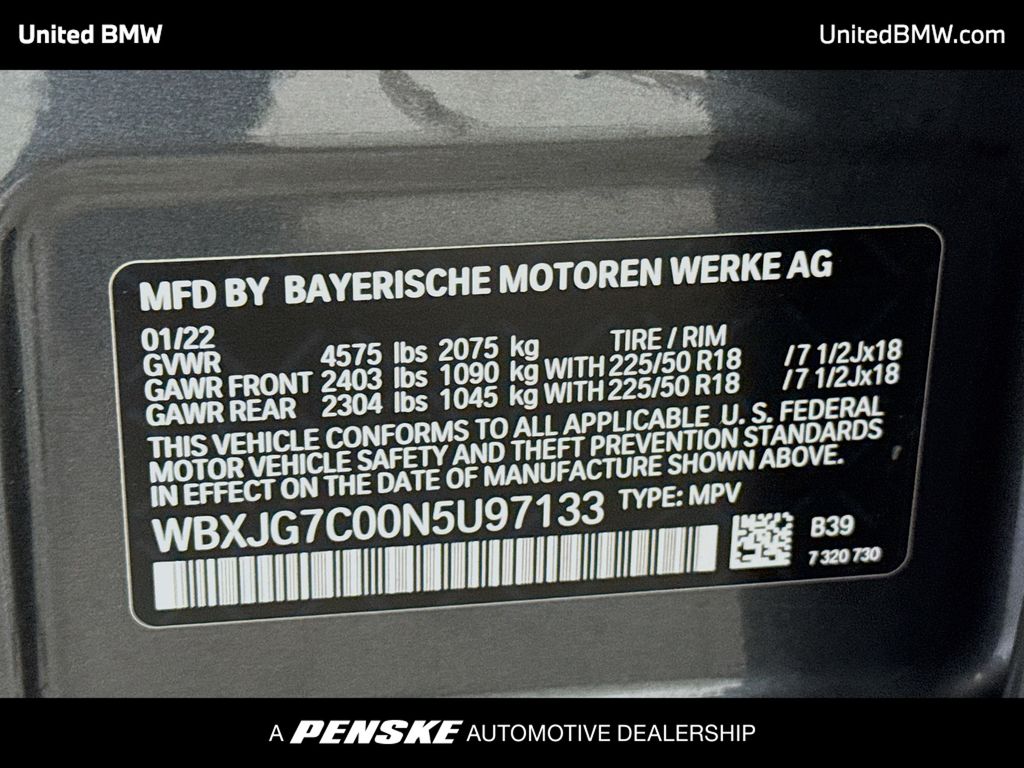 United BMW
UnitedBMW.com
MFD BY BAYERISCHE MOTOREN WERKE AG
01/22 TIRE / RIM
GVWR 4575 lbs 2075 kg
GAWR FRONT 2403 lbs 1090 kg WITH 225/50 R18 /7 1/2Jx18
GAWR REAR 2304 lbs 1045 kg WITH 225/50 R18 /7 1/2Jx18
THIS VEHICLE CONFORMS TO ALL APPLICABLE U. S. FEDERAL
MOTOR VEHICLE SAFETY AND THEFT PREVENTION STANDARDS
IN EFFECT ON THE DATE OF MANUFACTURE SHOWN ABOVE.
WBXJG7C00N5U97133 TYPE: MPV
B39
7 320 730
A PENSKE AUTOMOTIVE DEALERSHIP